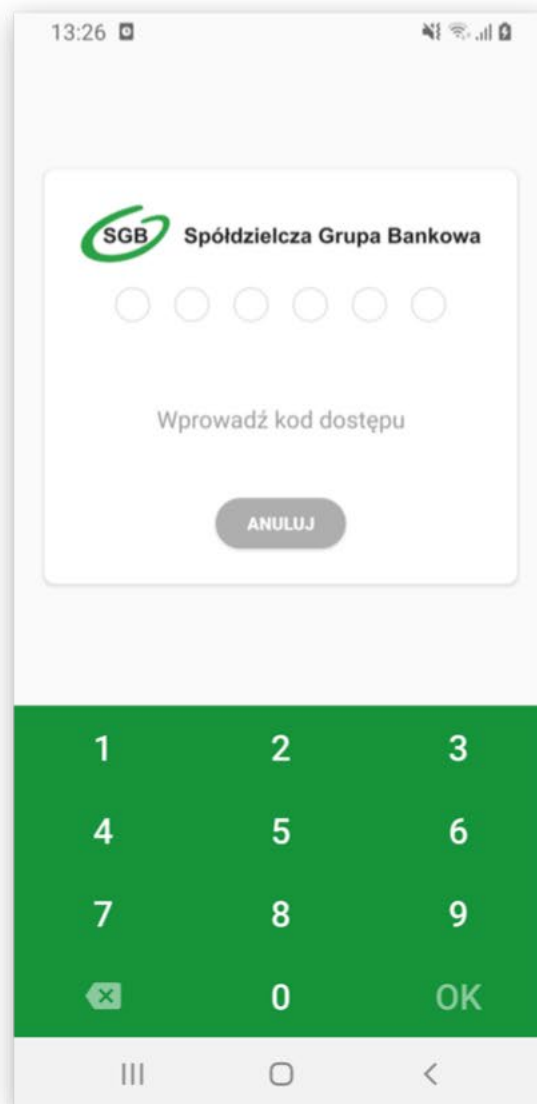 13:26
SGB Spółdzielcza Grupa Bankowa
Wprowadź kod dostępu
ANULUJ
1 2 3
4 5 6
7 8 9
0 OK